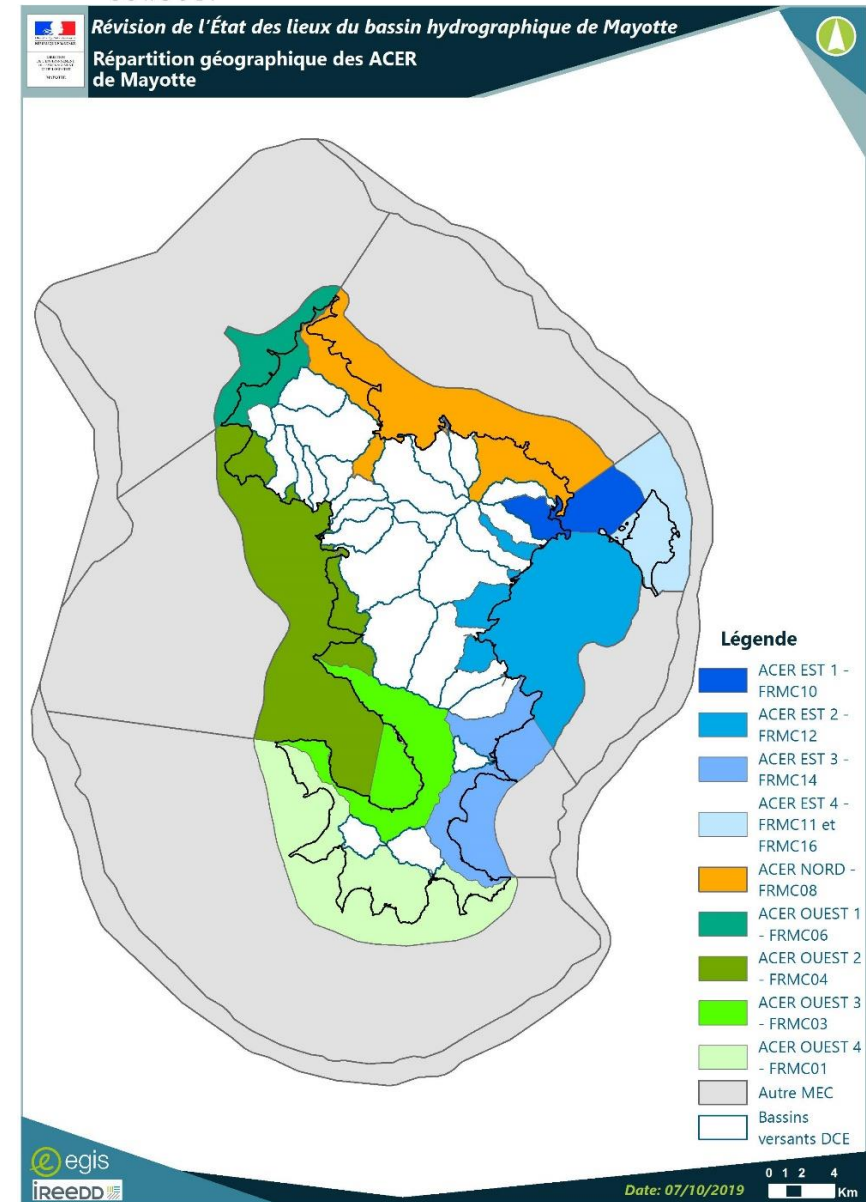 Révision de l'État des lieux du bassin hydrographique de Mayotte
Répartition géographique des ACER
de Mayotte
MAYOTTE
Légende
ACER EST 1 -
FRMC10
ACER EST 2 -
FRMC12
ACER EST 3 -
FRMC14
ACER EST 4 -
FRMC11 et
FRMC16
ACER NORD -
FRMC08
ACER OUEST 1
- FRMC06
ACER OUEST 2
- FRMC04
ACER OUEST 3
- FRMC03
ACER OUEST 4
- FRMC01
Autre MEC
Bassins
versants DCE
e egis
iReeDD
Date: 07/10/2019
0 1 2 4
Km